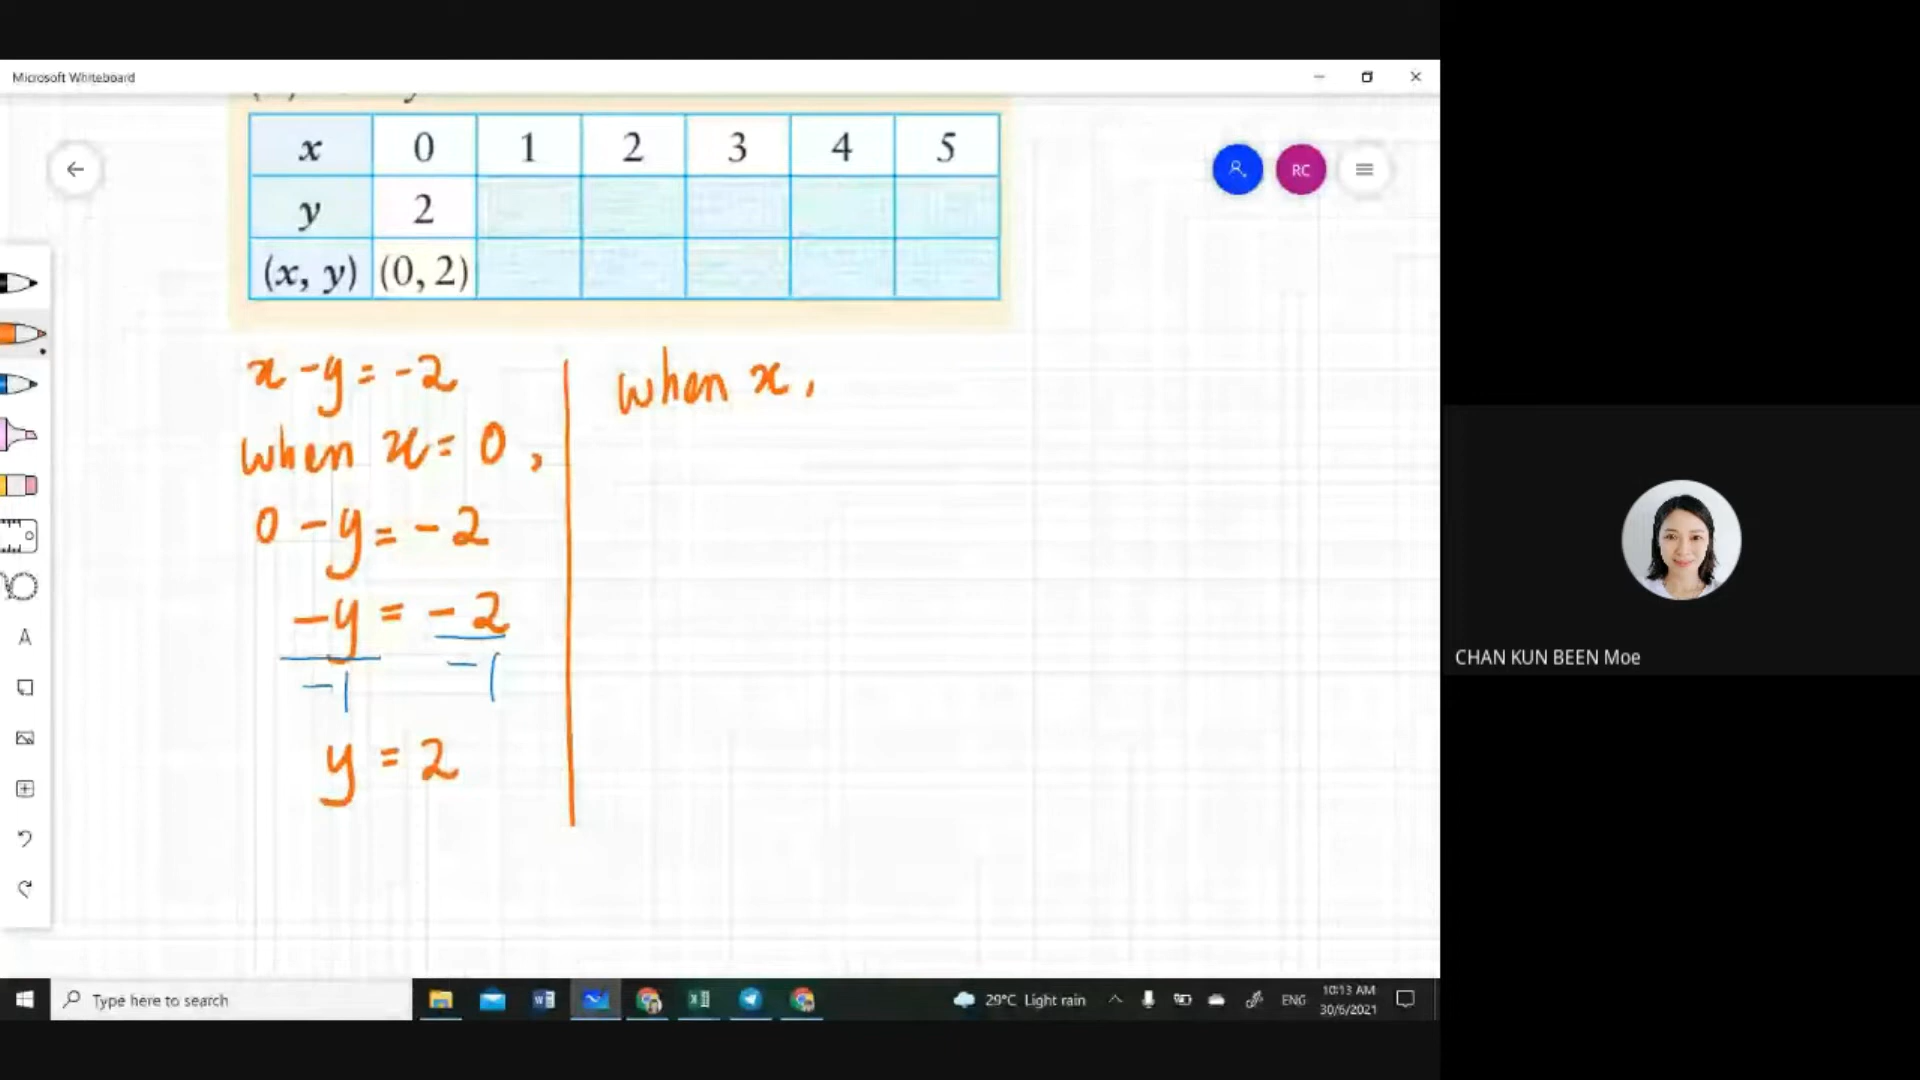 Microsoft Whiteboard
x 0 1 2 3 4 5
y 2
(x, y) (0, 2)
RC
x - y = -2
when x = 0,
0 - y = -2
-y = -2
-1 -1
y = 2
when x,
A
CHAN KUN BEEN Moe
Type here to search
29°C Light rain
ENG
10:13 AM
30/6/2021